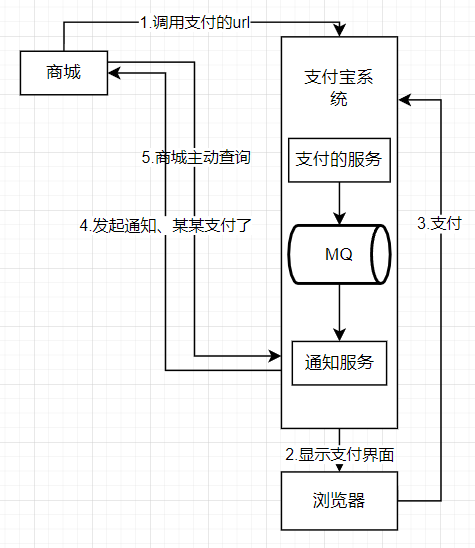 1.调用支付的url
商城
支付宝系
统
5.商城主动查询
支付的服务
4.发起通知、某某支付了
3.支付
MQ
通知服务
2.显示支付界面
浏览器